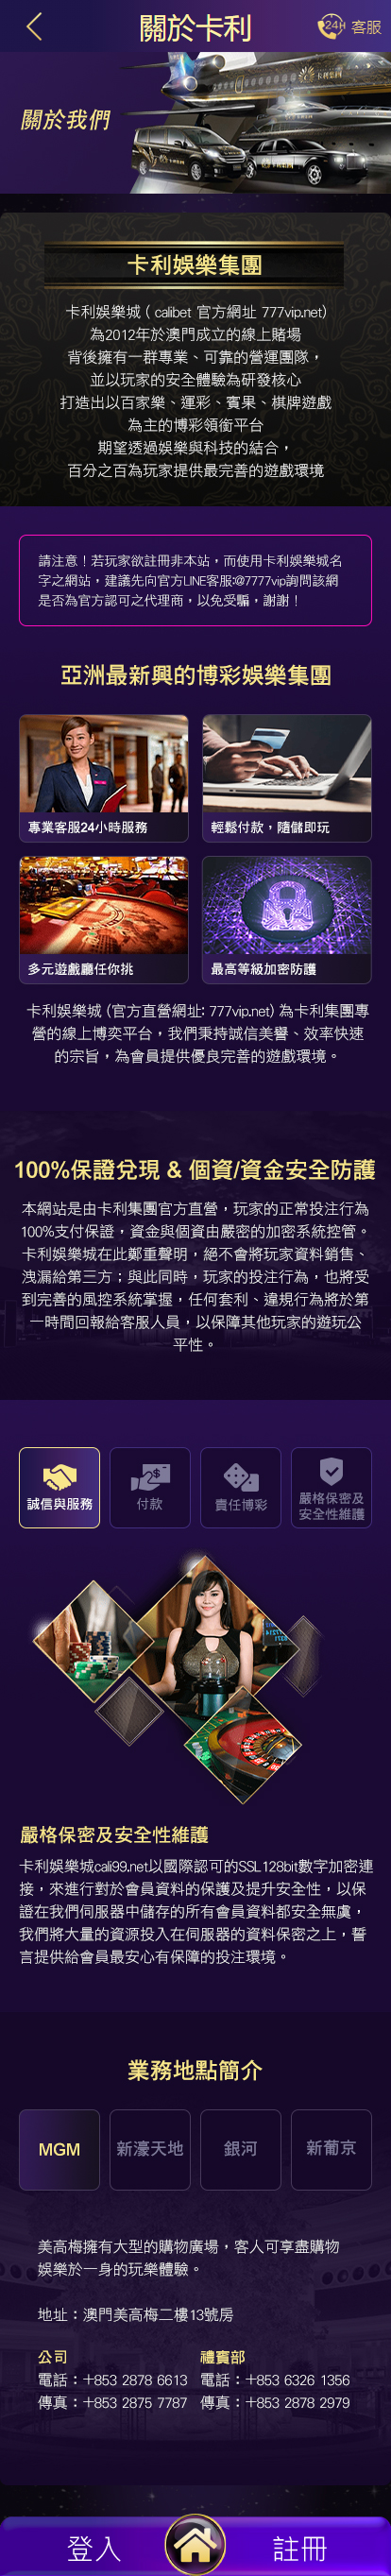 關於卡利
24H 客服
關於我們
卡利集团
卡利娛樂集團
卡利娛樂城 ( calibet 官方網址 777vip.net)
為2012年於澳門成立的線上賭場
背後擁有一群專業、可靠的營運團隊，
並以玩家的安全體驗為研發核心
打造出以百家樂、運彩、賓果、棋牌遊戲
為主的博彩領銜平台
期望透過娛樂與科技的結合，
百分之百為玩家提供最完善的遊戲環境
請注意！若玩家欲註冊非本站，而使用卡利娛樂城名
字之網站，建議先向官方LINE客服:@7777vip詢問該網
是否為官方認可之代理商，以免受騙，謝謝！
亞洲最新興的博彩娛樂集團
專業客服24小時服務
輕鬆付款，隨儲即玩
多元遊戲廳任你挑
最高等級加密防護
卡利娛樂城 (官方直營網址: 777vip.net) 為卡利集團專
營的線上博奕平台，我們秉持誠信美譽、效率快速
的宗旨，為會員提供優良完善的遊戲環境。
100%保證兌現 & 個資/資金安全防護
本網站是由卡利集團官方直營，玩家的正常投注行為
100%支付保證，資金與個資由嚴密的加密系統控管。
卡利娛樂城在此鄭重聲明，絕不會將玩家資料銷售、
洩漏給第三方；與此同時，玩家的投注行為，也將受
到完善的風控系統掌握，任何套利、違規行為將於第
一時間回報給客服人員，以保障其他玩家的遊玩公
平性。
誠信與服務
付款
責任博彩
嚴格保密及
安全性維護
嚴格保密及安全性維護
卡利娛樂城cali99.net以國際認可的SSL128bit數字加密連
接，來進行對於會員資料的保護及提升安全性，以保
證在我們伺服器中儲存的所有會員資料都安全無虞，
我們將大量的資源投入在伺服器的資料保密之上，誓
言提供給會員最安心有保障的投注環境。
業務地點簡介
MGM
新濠天地
銀河
新葡京
美高梅擁有大型的購物廣場，客人可享盡購物
娛樂於一身的玩樂體驗。
地址：澳門美高梅二樓13號房
公司
電話：+853 2878 6613
傳真：+853 2875 7787
禮賓部
電話：+853 6326 1356
傳真：+853 2878 2979
登入
註冊